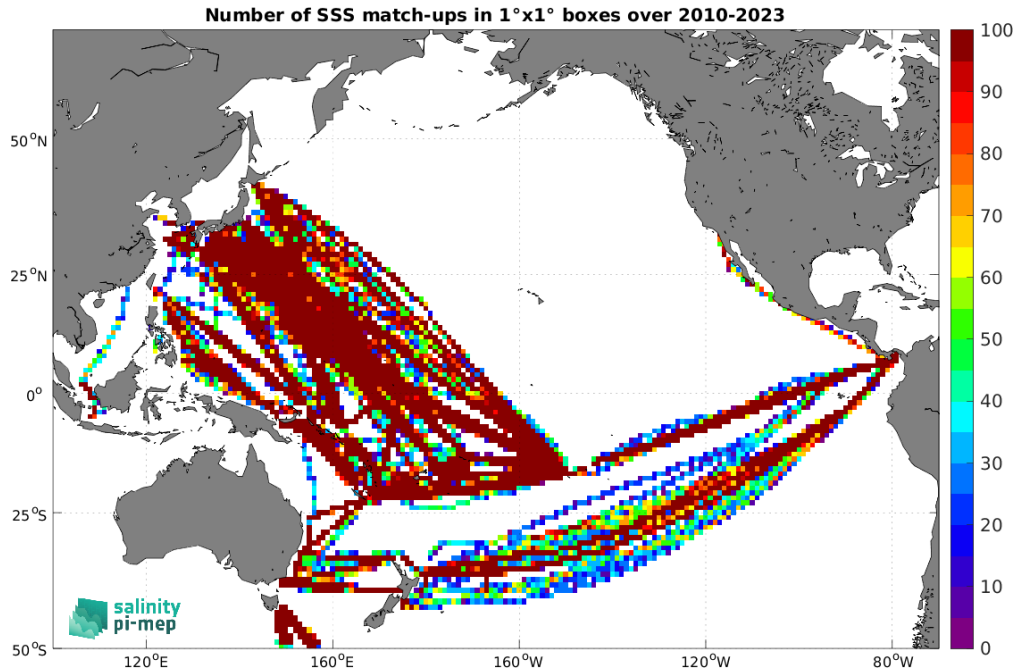 Number of SSS match-ups in 1°x1° boxes over 2010-2023
50°N
25°N
0°
25°S
50°S
120°E
160°E
160°W
120°W
80°W
100
90
80
70
60
50
40
30
20
10
0
salinity
pi-mep